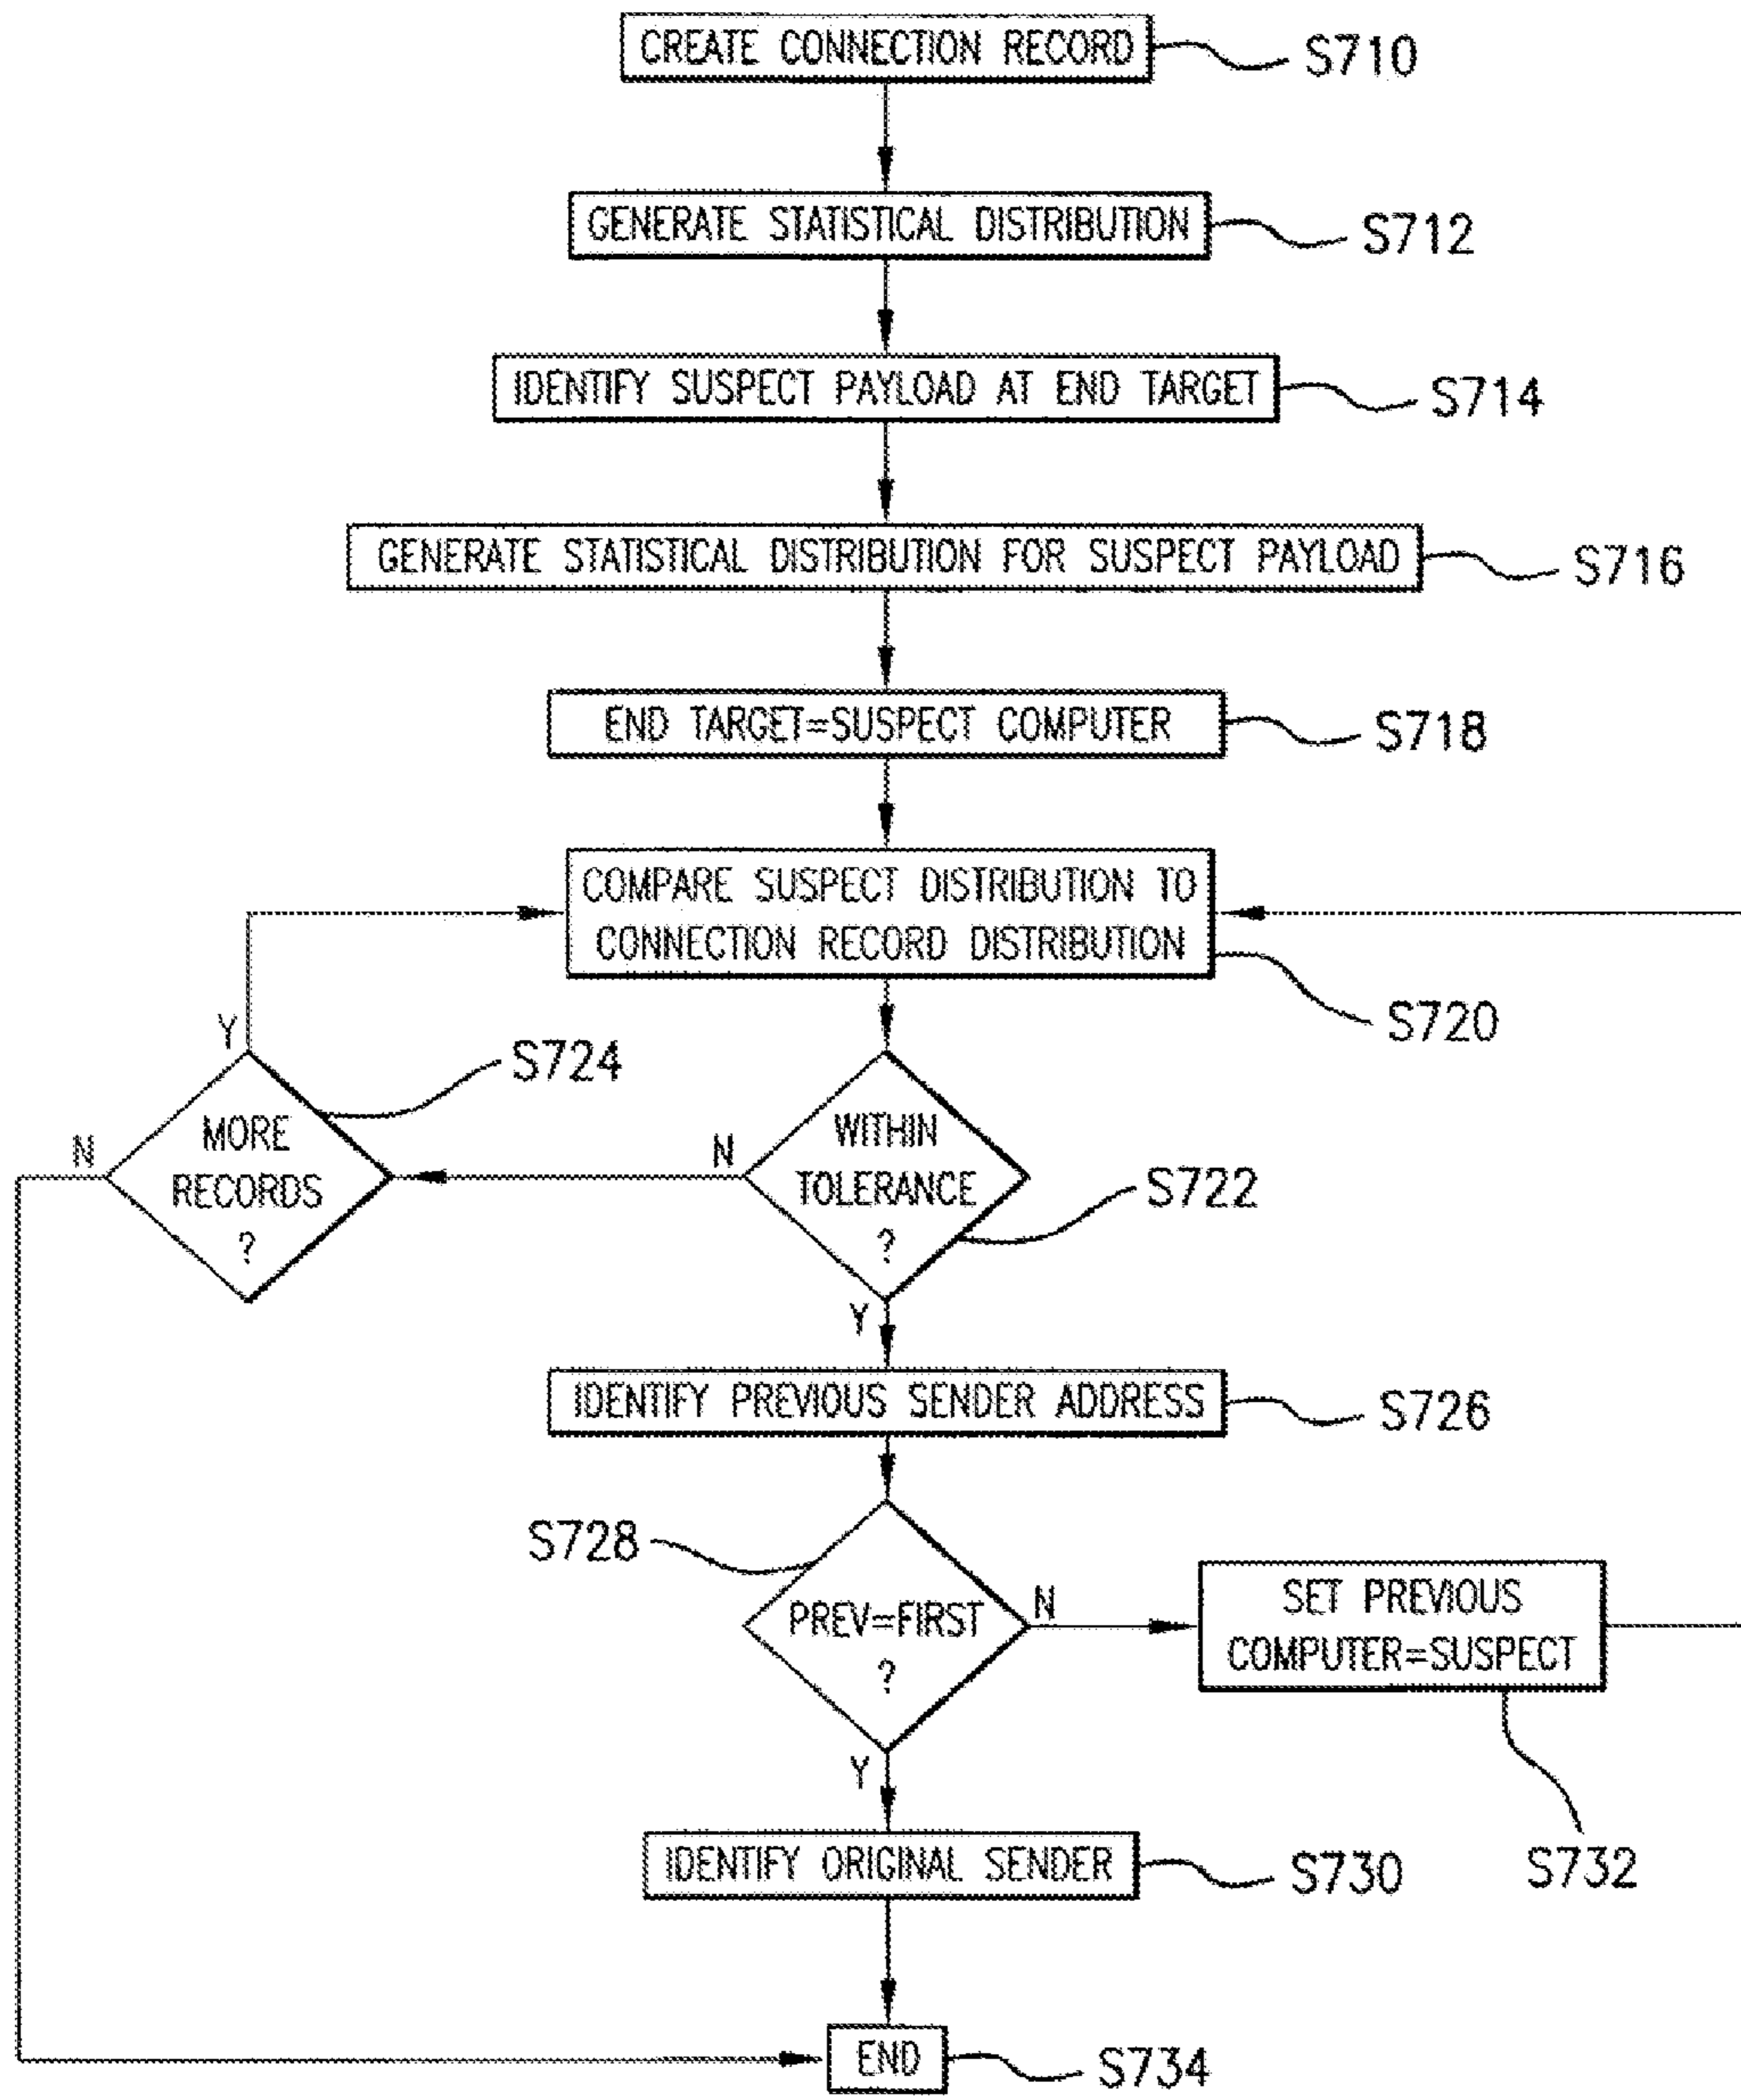 CREATE CONNECTION RECORD
S710
GENERATE STATISTICAL DISTRIBUTION
S712
IDENTIFY SUSPECT PAYLOAD AT END TARGET
S714
GENERATE STATISTICAL DISTRIBUTION FOR SUSPECT PAYLOAD
S716
END TARGET=SUSPECT COMPUTER
S718
COMPARE SUSPECT DISTRIBUTION TO
CONNECTION RECORD DISTRIBUTION
S720
Y
S724
MORE
RECORDS
?
N
N
WITHIN
TOLERANCE
?
S722
Y
IDENTIFY PREVIOUS SENDER ADDRESS
S726
S728
PREV=FIRST
?
N
SET PREVIOUS
COMPUTER=SUSPECT
S732
Y
IDENTIFY ORIGINAL SENDER
S730
END
S734